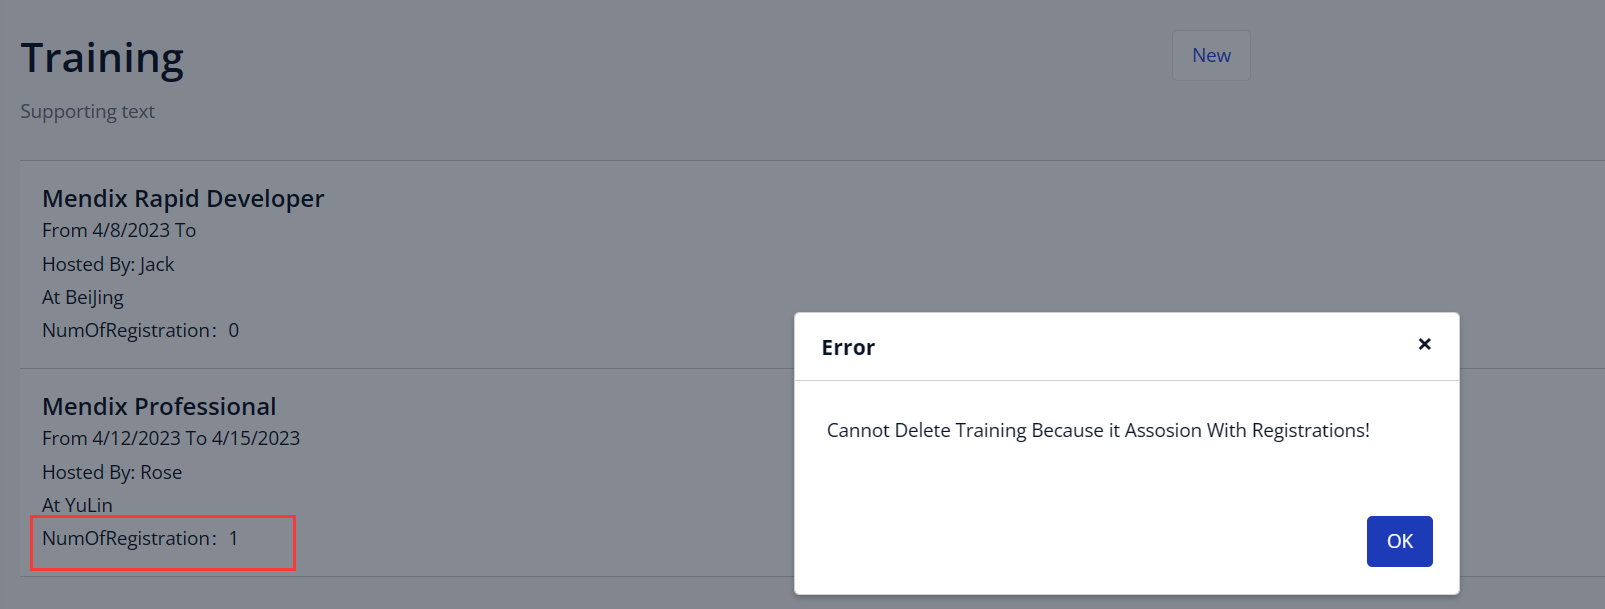 Training
New
Supporting text
Mendix Rapid Developer
From 4/8/2023 To
Hosted By: Jack
At BeiJing
NumOfRegistration： 0
Mendix Professional
From 4/12/2023 To 4/15/2023
Hosted By: Rose
At YuLin
NumOfRegistration： 1
Error
×
Cannot Delete Training Because it Assosion With Registrations!
OK